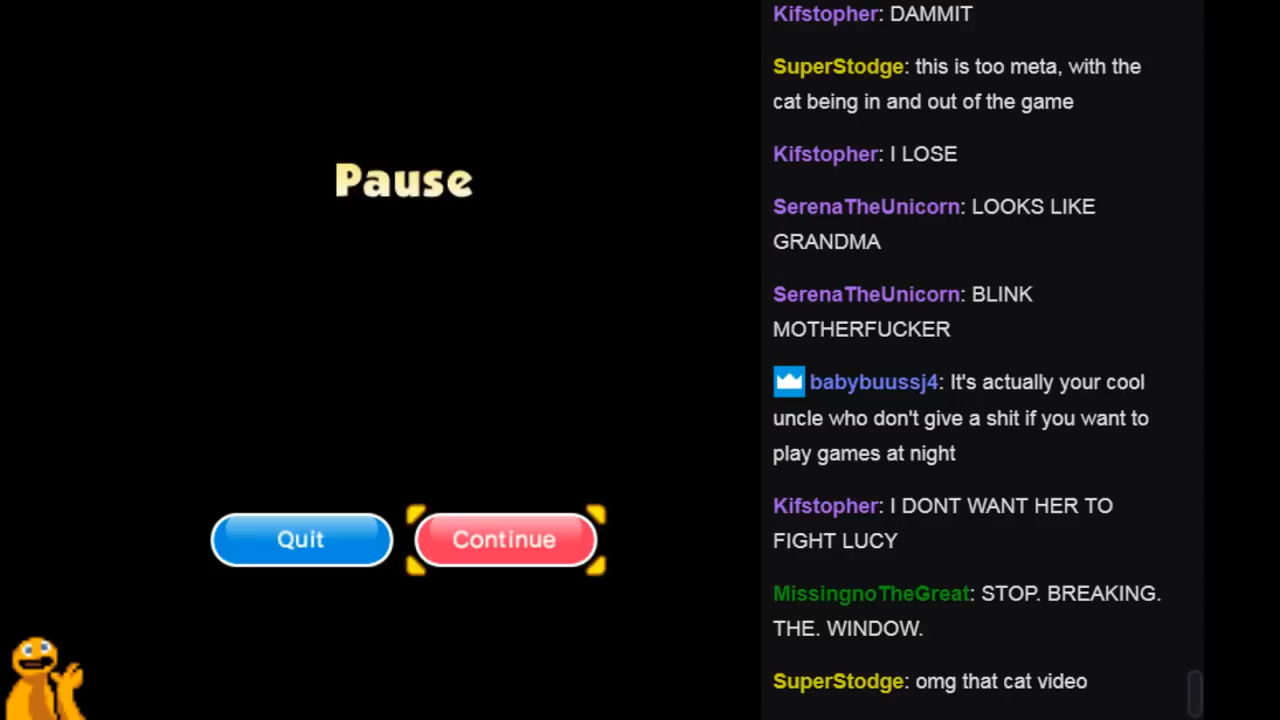 Pause
Quit
Continue
Kifstopher: DAMMIT
SuperStodge: this is too meta, with the
cat being in and out of the game
Kifstopher: I LOSE
SerenaTheUnicorn: LOOKS LIKE
GRANDMA
SerenaTheUnicorn: BLINK
MOTHERFUCKER
babybuussj4: It's actually your cool
uncle who don't give a shit if you want to
play games at night
Kifstopher: I DONT WANT HER TO
FIGHT LUCY
MissingnoTheGreat: STOP. BREAKING.
THE. WINDOW.
SuperStodge: omg that cat video